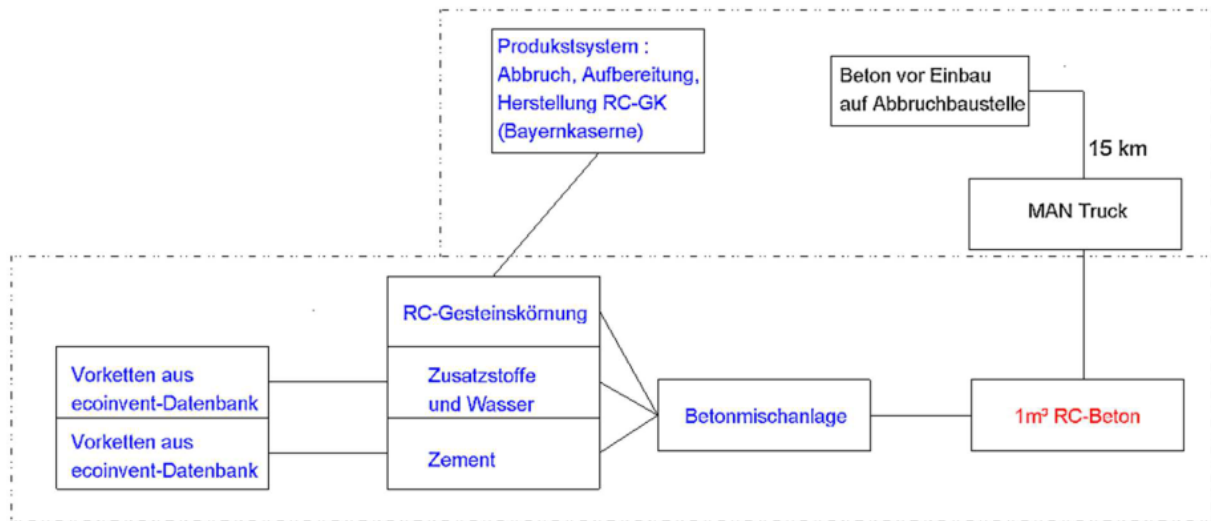 Produkstsystem :
Abbruch, Aufbereitung,
Herstellung RC-GK
(Bayernkaserne)
Beton vor Einbau
auf Abbruchbaustelle
15 km
MAN Truck
RC-Gesteinskörnung
Vorketten aus
ecoinvent-Datenbank
Zusatzstoffe
und Wasser
Vorketten aus
ecoinvent-Datenbank
Zement
Betonmischanlage
1m³ RC-Beton